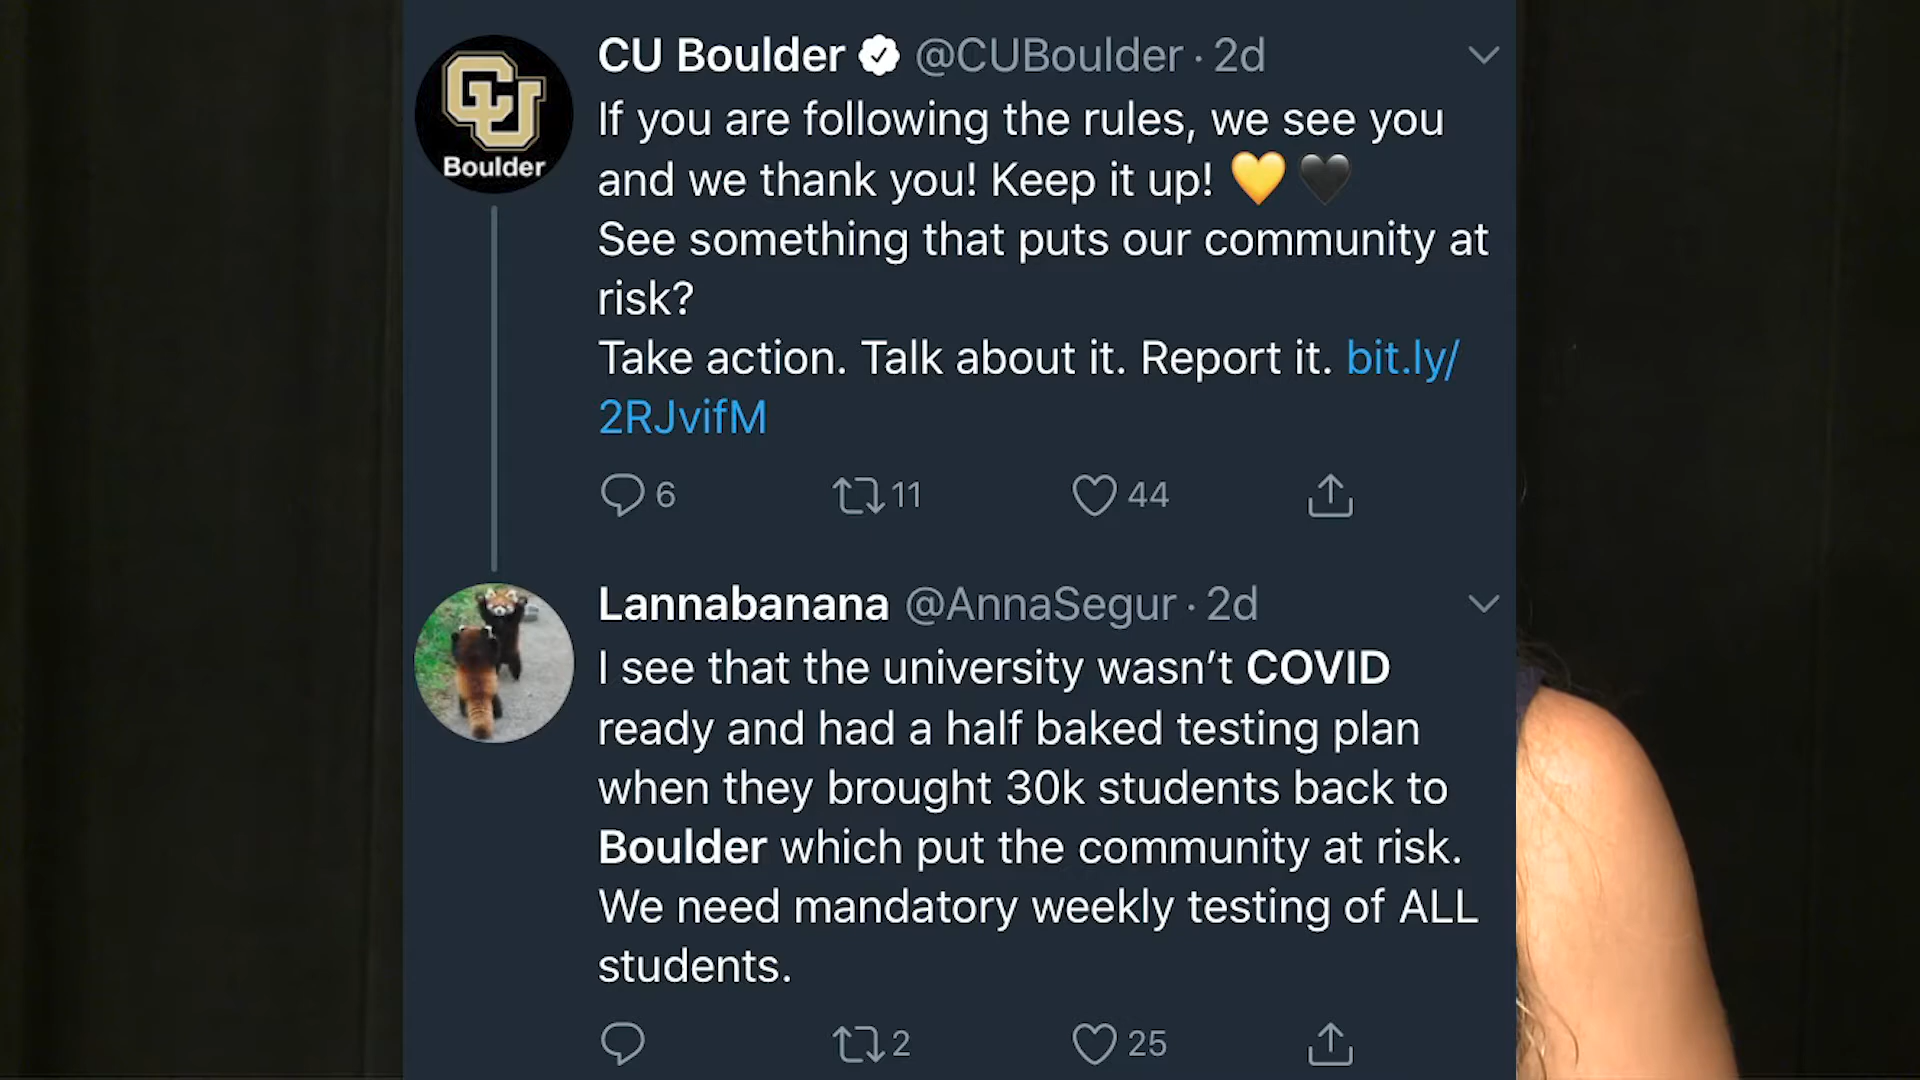 CU Boulder @CUBoulder · 2d
If you are following the rules, we see you
and we thank you! Keep it up! 💛 🖤
See something that puts our community at
risk?
Take action. Talk about it. Report it. bit.ly/
2RJvifM
6 11 44
CU
Boulder
Lannabanana @AnnaSegur · 2d
I see that the university wasn’t COVID
ready and had a half baked testing plan
when they brought 30k students back to
Boulder which put the community at risk.
We need mandatory weekly testing of ALL
students.
2 25